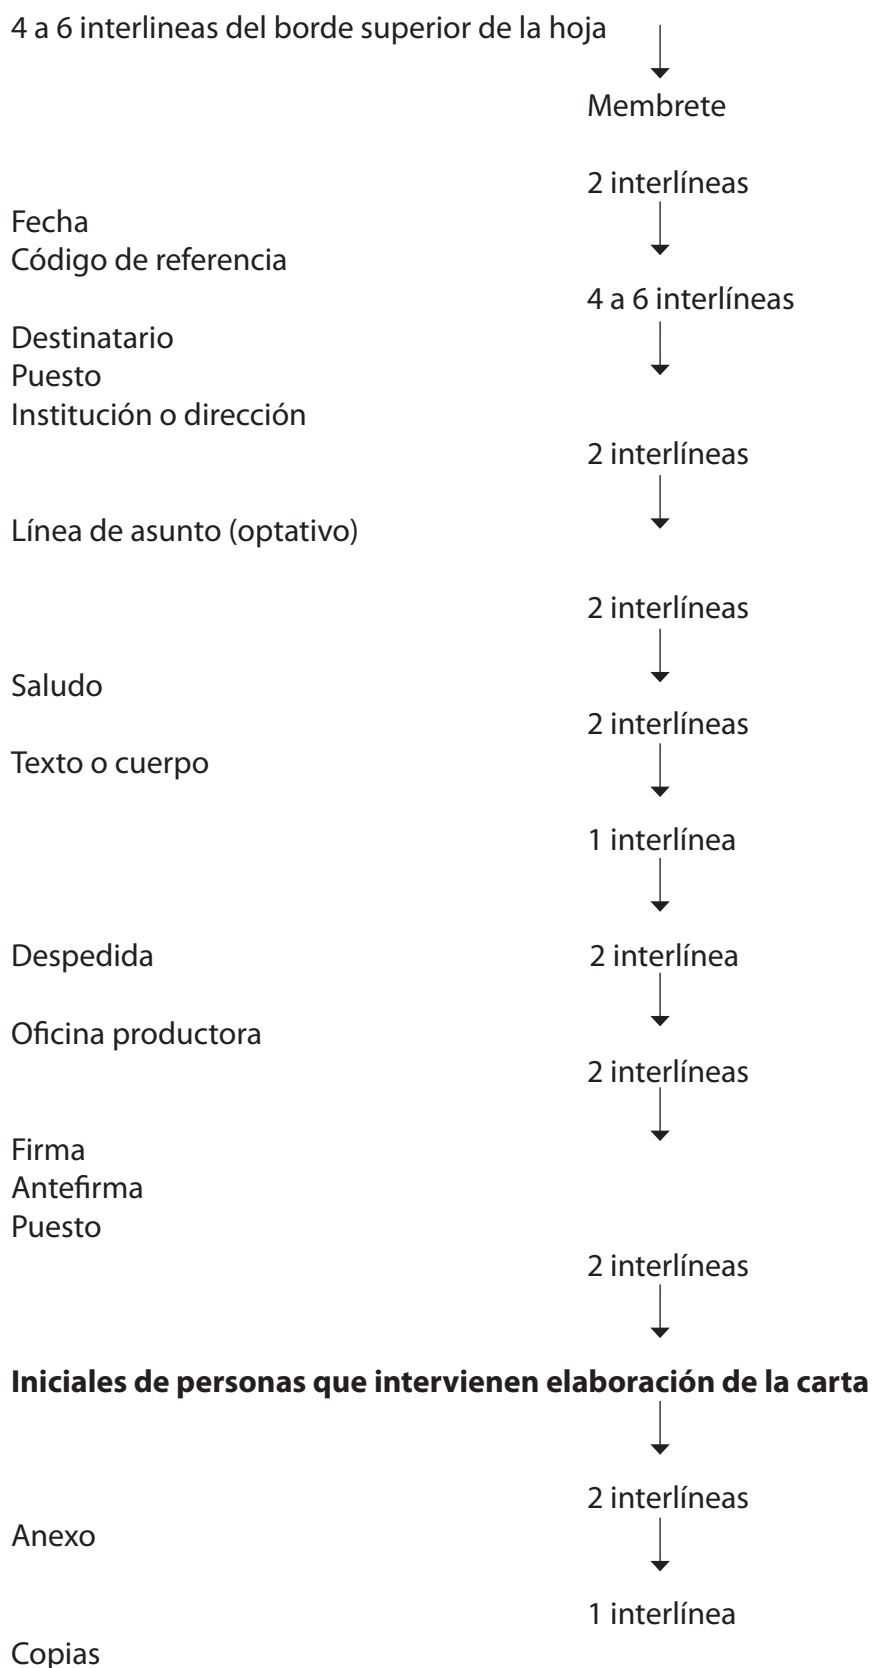 4 a 6 interlineas del borde superior de la hoja
Membrete
2 interlíneas
Fecha
Código de referencia
4 a 6 interlíneas
Destinatario
Puesto
Institución o dirección
2 interlíneas
Línea de asunto (optativo)
2 interlíneas
Saludo
2 interlíneas
Texto o cuerpo
1 interlínea
Despedida 2 interlínea
Oficina productora
2 interlíneas
Firma
Antefirma
Puesto
2 interlíneas
Iniciales de personas que intervienen elaboración de la carta
2 interlíneas
Anexo
1 interlínea
Copias